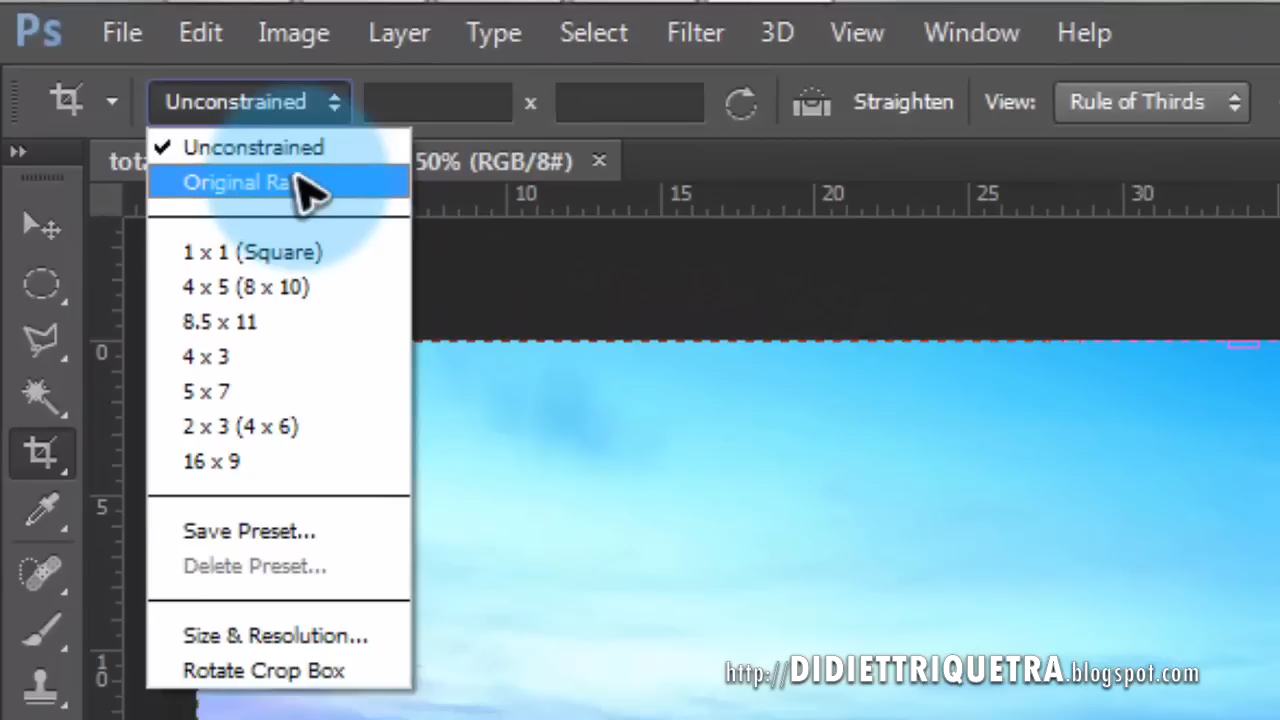 Ps File Edit Image Layer Type Select Filter 3D View Window Help
Unconstrained x Straighten View: Rule of Thirds
50% (RGB/8#) ×
10 15 20 25 30
Unconstrained
Original
1 x 1 (Square)
4 x 5 (8 x 10)
8.5 x 11
4 x 3
5 x 7
2 x 3 (4 x 6)
16 x 9
Save Preset...
Delete Preset...
Size & Resolution...
Rotate Crop Box
0
5
1
0
http://DIDIETTRIQUETRA.blogspot.com